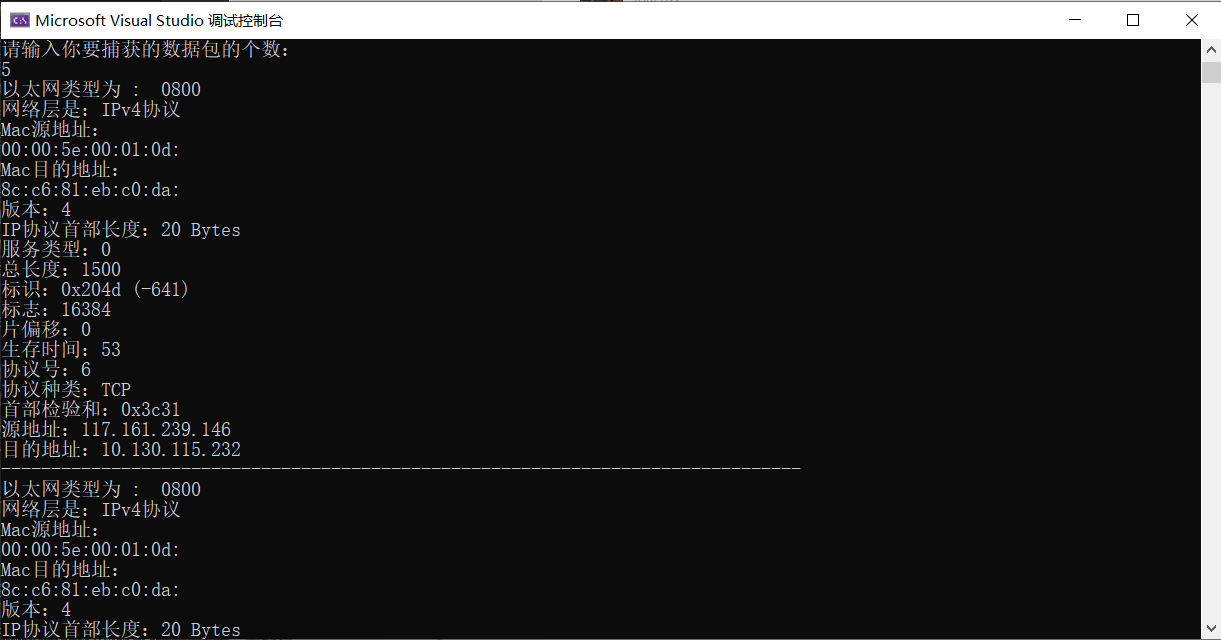 Microsoft Visual Studio 调试控制台
请输入你要捕获的数据包的个数：
5
以太网类型为 :  0800
网络层是：IPv4协议
Mac源地址：
00:00:5e:00:01:0d:
Mac目的地址：
8c:c6:81:eb:c0:da:
版本：4
IP协议首部长度：20 Bytes
服务类型：0
总长度：1500
标识：0x204d (-641)
标志：16384
片偏移：0
生存时间：53
协议号：6
协议种类：TCP
首部检验和：0x3c31
源地址：117.161.239.146
目的地址：10.130.115.232
--------------------------------------------------------------------------------
以太网类型为 :  0800
网络层是：IPv4协议
Mac源地址：
00:00:5e:00:01:0d:
Mac目的地址：
8c:c6:81:eb:c0:da:
版本：4
IP协议首部长度：20 Bytes